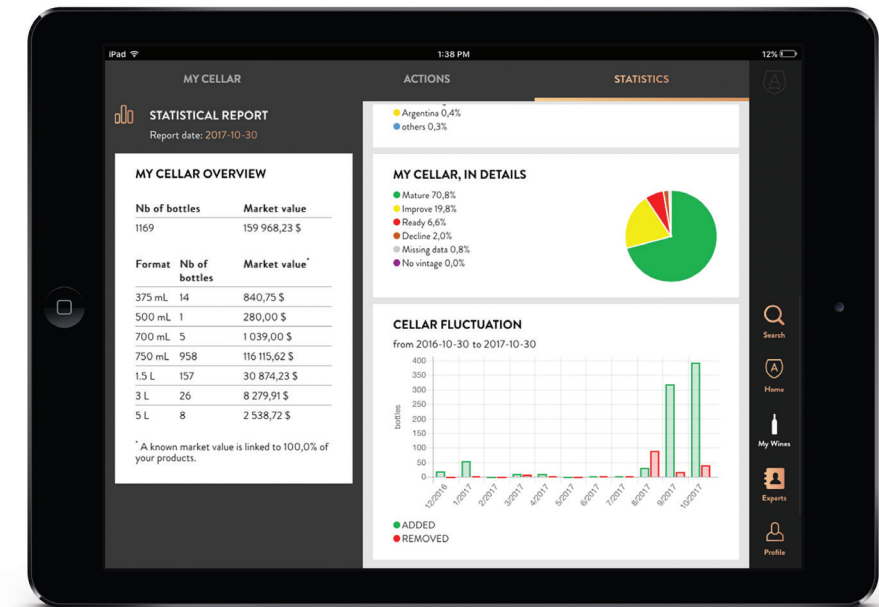 iPad
1:38 PM
12%
MY CELLAR
ACTIONS
STATISTICS
STATISTICAL REPORT
Report date: 2017-10-30
MY CELLAR OVERVIEW
Nb of bottles Market value
1169 159 968,23 $
Format Nb of bottles Market value*
375 mL 14 840,75 $
500 mL 1 280,00 $
700 mL 5 1 039,00 $
750 mL 958 116 115,62 $
1.5 L 157 30 874,23 $
3 L 26 8 279,91 $
5 L 8 2 538,72 $
* A known market value is linked to 100,0% of
your products.
Argentina 0,4%
others 0,3%
MY CELLAR, IN DETAILS
Mature 70,8%
Improve 19,8%
Ready 6,6%
Decline 2,0%
Missing data 0,8%
No vintage 0,0%
CELLAR FLUCTUATION
from 2016-10-30 to 2017-10-30
bottles
400
350
300
250
200
150
100
50
0
12/2016
1/2017
2/2017
3/2017
4/2017
5/2017
6/2017
7/2017
8/2017
9/2017
10/2017
ADDED
REMOVED
A
Search
A
Home
My Wines
Experts
Profile